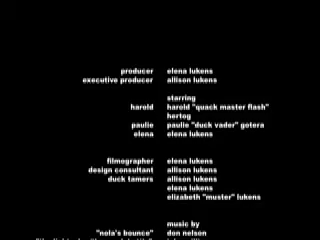 producer elena lukens
executive producer allison lukens
starring
harold harold "quack master flash"
hertog
paulie paulie "duck vader" gotera
elena elena lukens
filmographer elena lukens
design consultant allison lukens
duck tamers allison lukens
elena lukens
elizabeth "muster" lukens
music by
"nola's bounce" don nelson